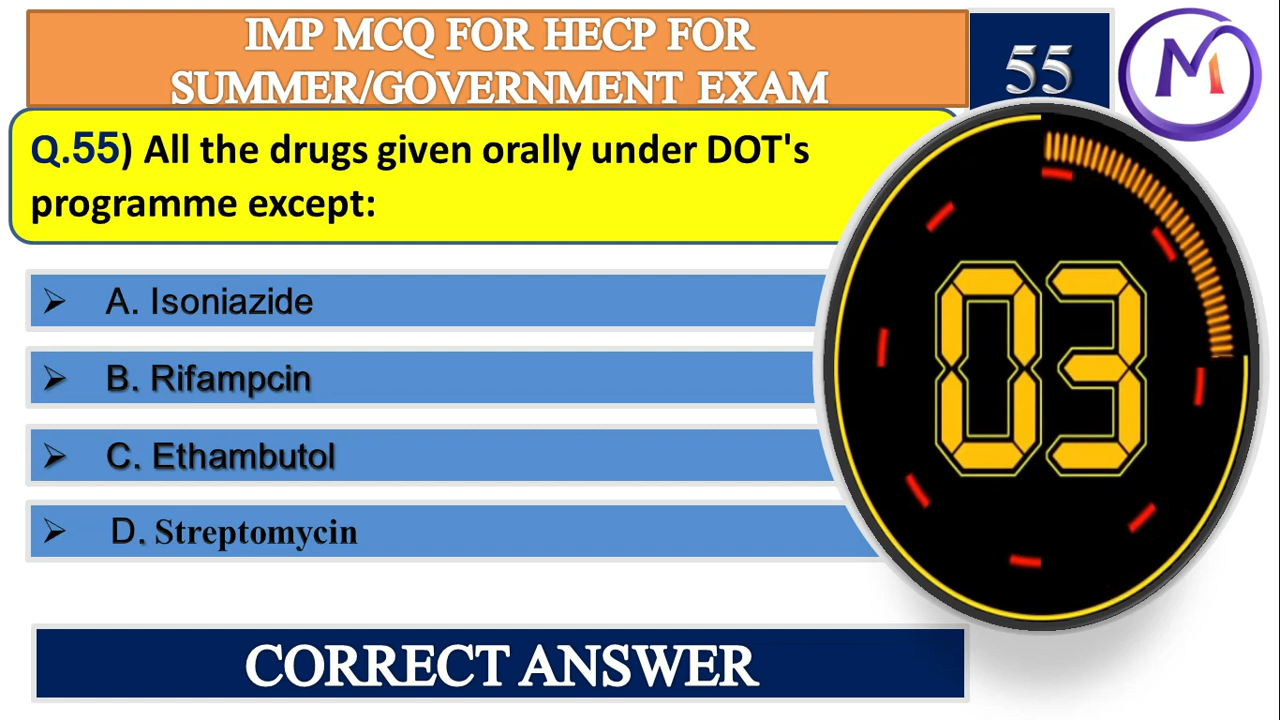 IMP MCQ FOR HECP FOR
SUMMER/GOVERNMENT EXAM
55
M
Q.55) All the drugs given orally under DOT's
programme except:
➢ A. Isoniazide
➢ B. Rifampcin
➢ C. Ethambutol
➢ D. Streptomycin
03
CORRECT ANSWER